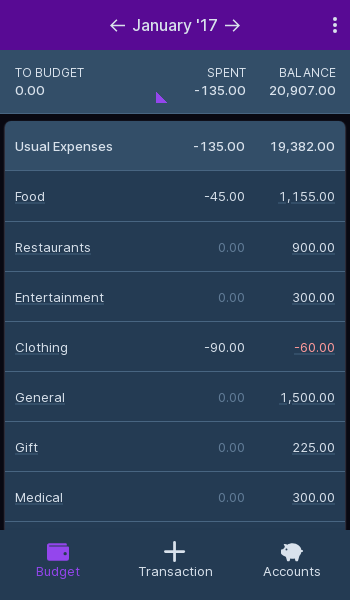 ← January '17 →
TO BUDGET SPENT BALANCE
0.00 -135.00 20,907.00
Usual Expenses -135.00 19,382.00
Food -45.00 1,155.00
Restaurants 0.00 900.00
Entertainment 0.00 300.00
Clothing -90.00 -60.00
General 0.00 1,500.00
Gift 0.00 225.00
Medical 0.00 300.00
Budget Transaction Accounts